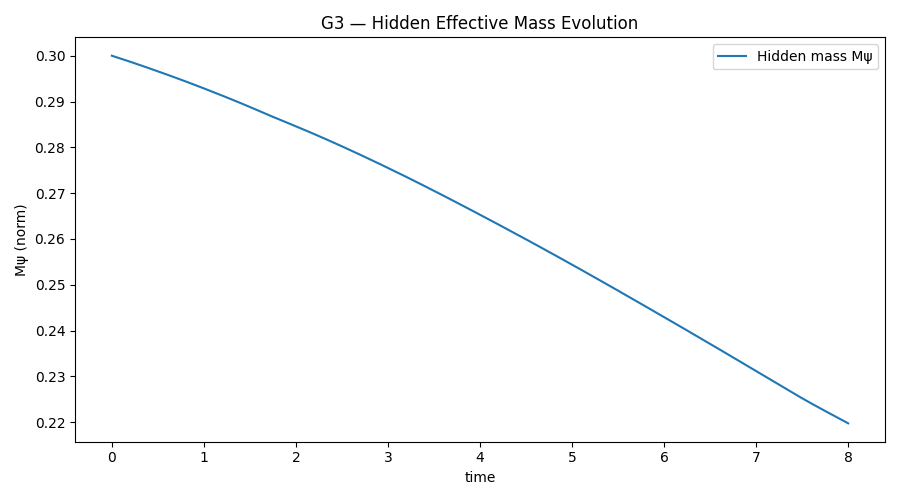 G3 — Hidden Effective Mass Evolution
Hidden mass Mψ
Mψ (norm)
0.30
0.29
0.28
0.27
0.26
0.25
0.24
0.23
0.22
0 1 2 3 4 5 6 7 8
time